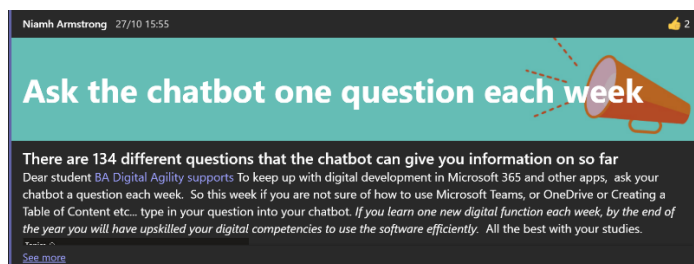 Niamh Armstrong 27/10 15:55
2
Ask the chatbot one question each week
There are 134 different questions that the chatbot can give you information on so far
Dear student BA Digital Agility supports To keep up with digital development in Microsoft 365 and other apps, ask your
chatbot a question each week. So this week if you are not sure of how to use Microsoft Teams, or OneDrive or Creating a
Table of Content etc... type in your question into your chatbot. If you learn one new digital function each week, by the end of
the year you will have upskilled your digital competencies to use the software efficiently. All the best with your studies.
See more